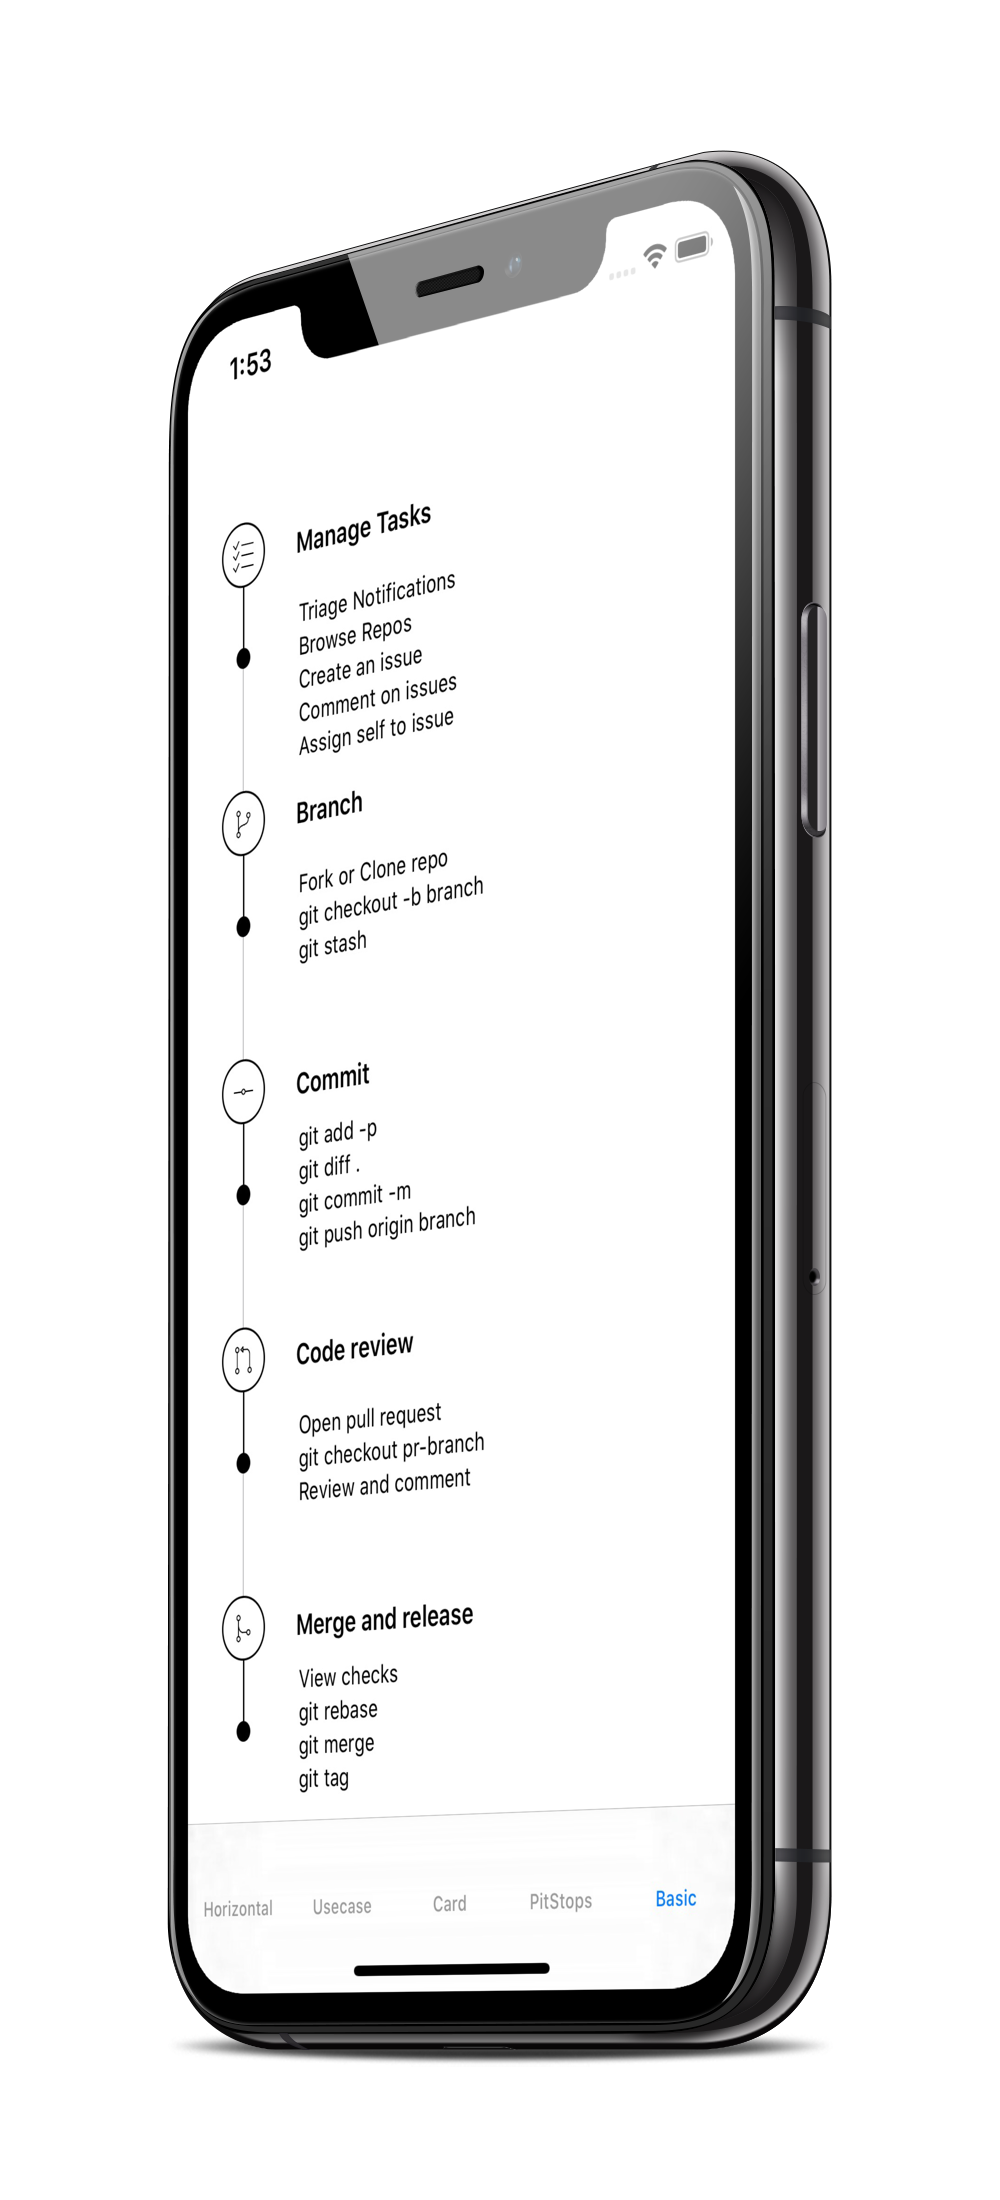 1:53
Manage Tasks
Triage Notifications
Browse Repos
Create an issue
Comment on issues
Assign self to issue
Branch
Fork or Clone repo
git checkout -b branch
git stash
Commit
git add -p
git diff .
git commit -m
git push origin branch
Code review
Open pull request
git checkout pr-branch
Review and comment
Merge and release
View checks
git rebase
git merge
git tag
Horizontal
Usecase
Card
PitStops
Basic